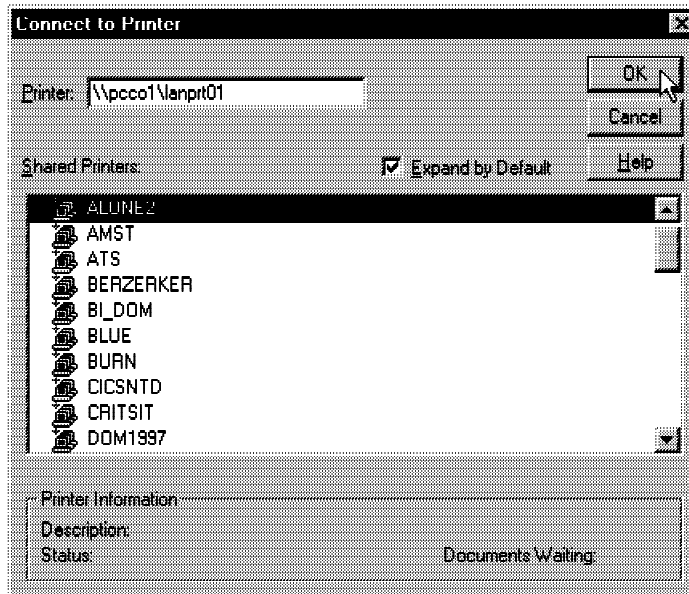 Connect to Printer
Printer: \\pcco1\lanprt01
OK
Cancel
Help
Shared Printers:
Expand by Default
ALONE2
AMST
ATS
BERZERKER
BI_DOM
BLUE
BURN
CICSNTD
CRITSIT
DOM1997
Printer Information
Description:
Status:
Documents Waiting: